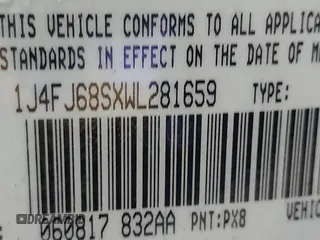 THIS VEHICLE CONFORMS TO ALL APPLICA
STANDARDS IN EFFECT ON THE DATE OF M
1J4FJ68SXWL281659 TYPE:
060817 832AA PNT:PX8 VEHIC